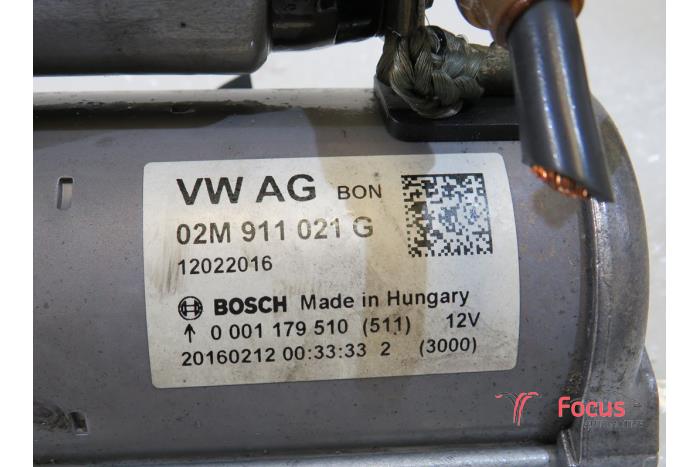 VW AG BON
02M 911 021 G
12022016
BOSCH Made in Hungary
↑ 0 001 179 510 (511) 12V
20160212 00:33:33 2 (3000)
Focus
AUTOMOTIVE